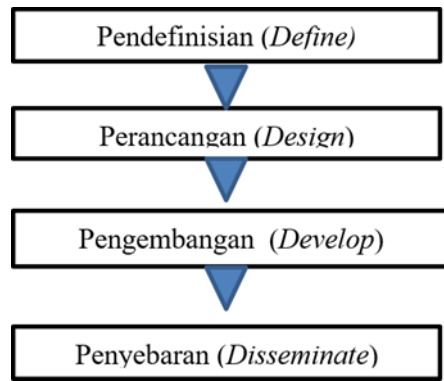 Pendefinisian (Define)
Perancangan (Design)
Pengembangan (Develop)
Penyebaran (Disseminate)